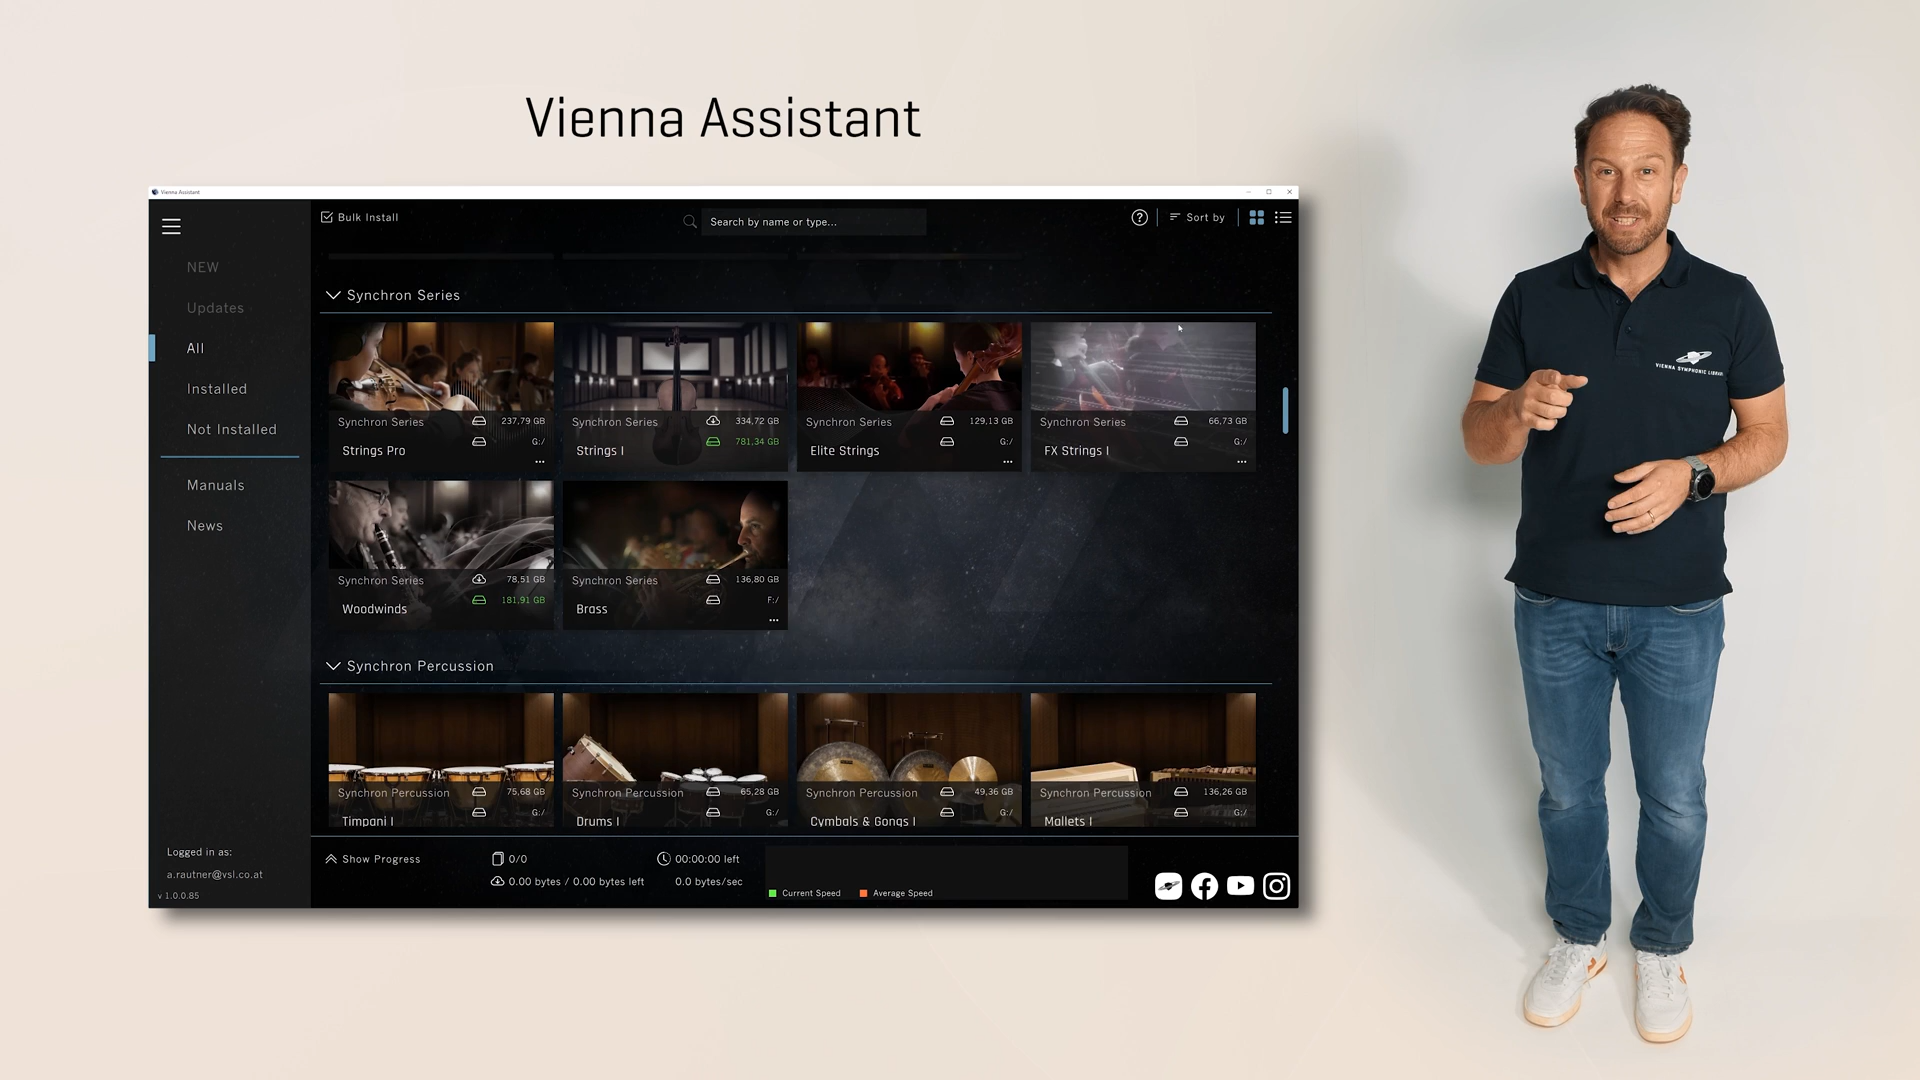 Vienna Assistant
Vienna Assistant
Bulk Install
Search by name or type...
Sort by
NEW
Updates
All
Installed
Not Installed
Manuals
News
Synchron Series
Synchron Series 237,79 GB
Strings Pro G:/
Synchron Series 334,72 GB
Strings I 781,34 GB
Synchron Series 129,13 GB
Elite Strings G:/
Synchron Series 66,73 GB
FX Strings I G:/
Synchron Series 78,51 GB
Woodwinds 181,91 GB
Synchron Series 136,80 GB
Brass F:/
Synchron Percussion
Synchron Percussion 75,68 GB
Timpani I G:/
Synchron Percussion 65,28 GB
Drums I G:/
Synchron Percussion 49,36 GB
Cymbals & Gongs I G:/
Synchron Percussion 136,26 GB
Mallets I G:/
Logged in as:
a.rautner@vsl.co.at
v 1.0.0.85
Show Progress
0/0
00:00:00 left
0.00 bytes / 0.00 bytes left
0.0 bytes/sec
Current Speed
Average Speed
VIENNA SYMPHONIC LIBRARY